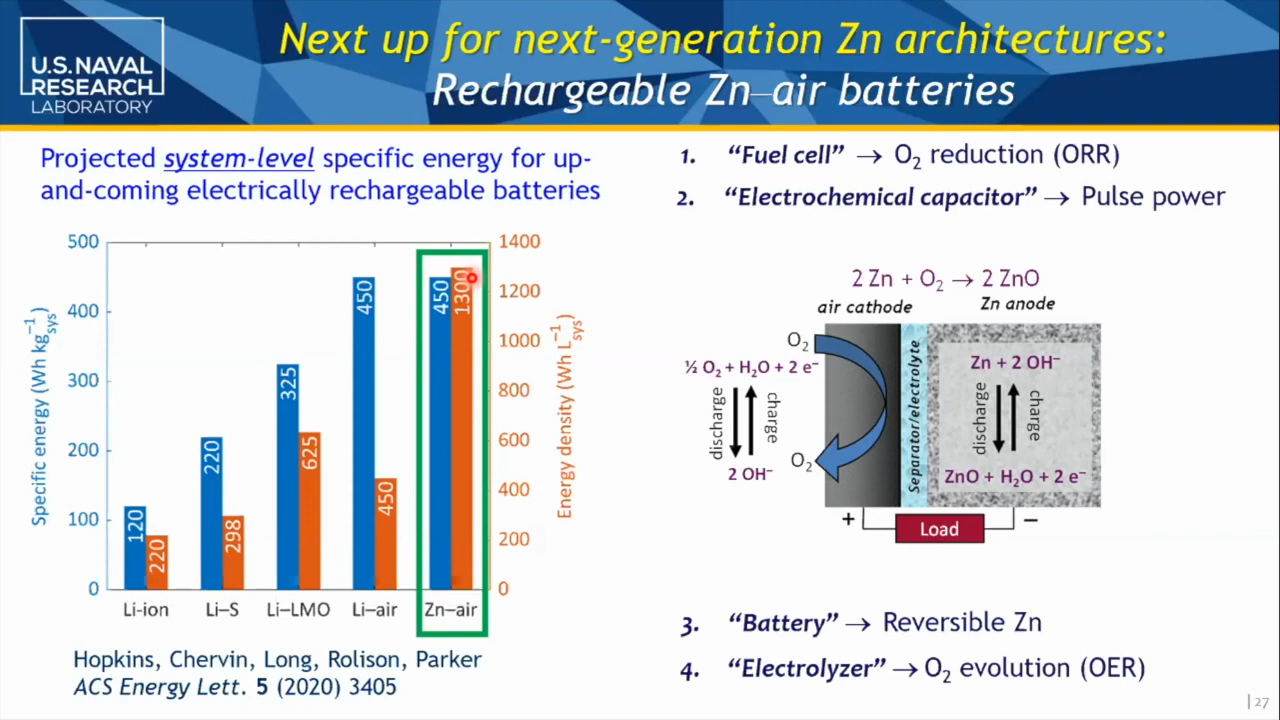 U.S. NAVAL
RESEARCH
LABORATORY
Next up for next-generation Zn architectures:
Rechargeable Zn–air batteries
Projected system-level specific energy for up-
and-coming electrically rechargeable batteries
500
400
300
200
100
0
Specific energy (Wh kg⁻¹sys)
1400
1200
1000
800
600
400
200
0
Energy density (Wh L⁻¹sys)
120
220
220
298
325
625
450
450
450
1300
Li-ion
Li–S
Li–LMO
Li–air
Zn–air
Hopkins, Chervin, Long, Rolison, Parker
ACS Energy Lett. 5 (2020) 3405
1. “Fuel cell” → O₂ reduction (ORR)
2. “Electrochemical capacitor” → Pulse power
2 Zn + O₂ → 2 ZnO
air cathode
Zn anode
O₂
½ O₂ + H₂O + 2 e⁻
discharge
charge
2 OH⁻
O₂
Separator/electrolyte
Zn + 2 OH⁻
discharge
charge
ZnO + H₂O + 2 e⁻
+
Load
–
3. “Battery” → Reversible Zn
4. “Electrolyzer” → O₂ evolution (OER)
| 27